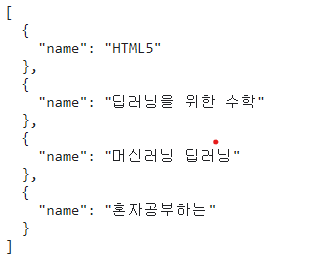 [
  {
    "name": "HTML5"
  },
  {
    "name": "딥러닝을 위한 수학"
  },
  {
    "name": "머신러닝 딥러닝"
  },
  {
    "name": "혼자공부하는"
  }
]